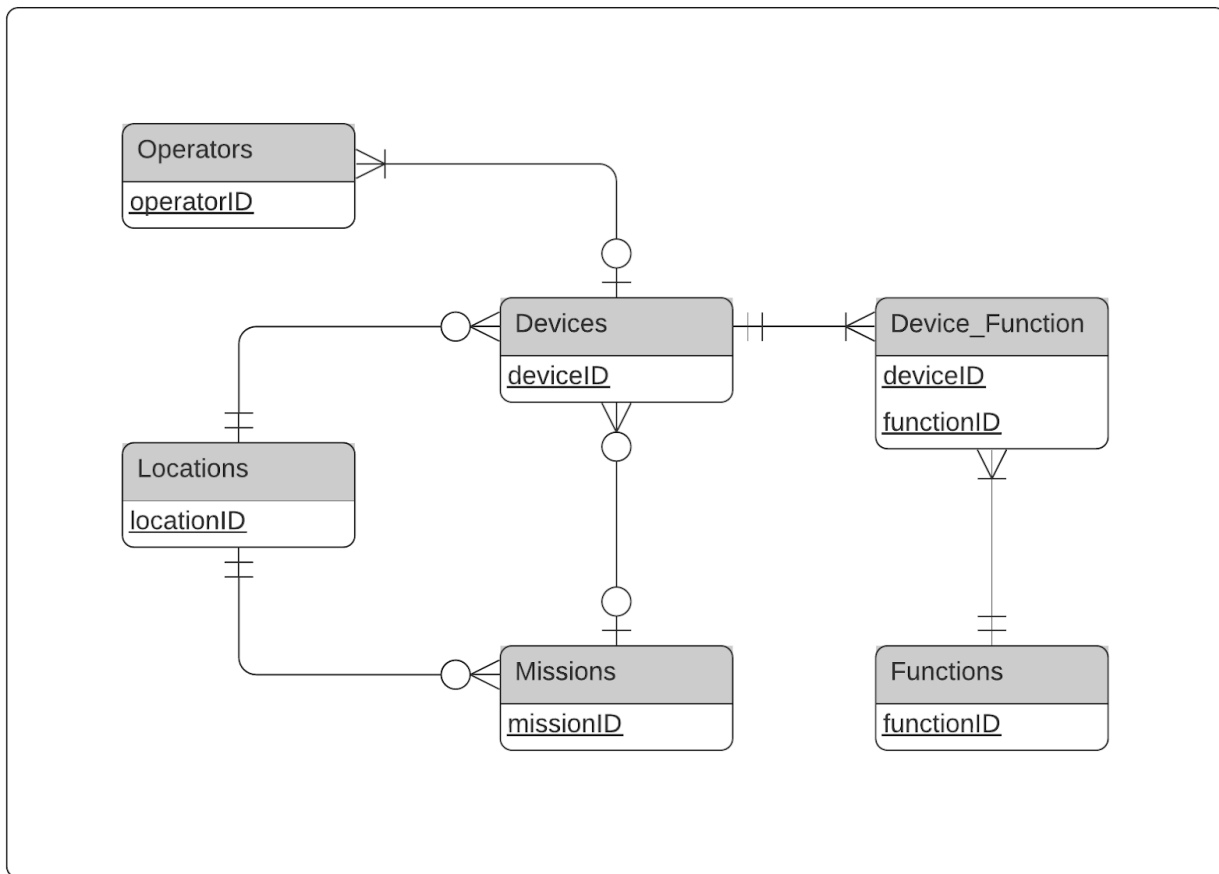 Operators
operatorID
Devices
deviceID
Device_Function
deviceID
functionID
Locations
locationID
Missions
missionID
Functions
functionID